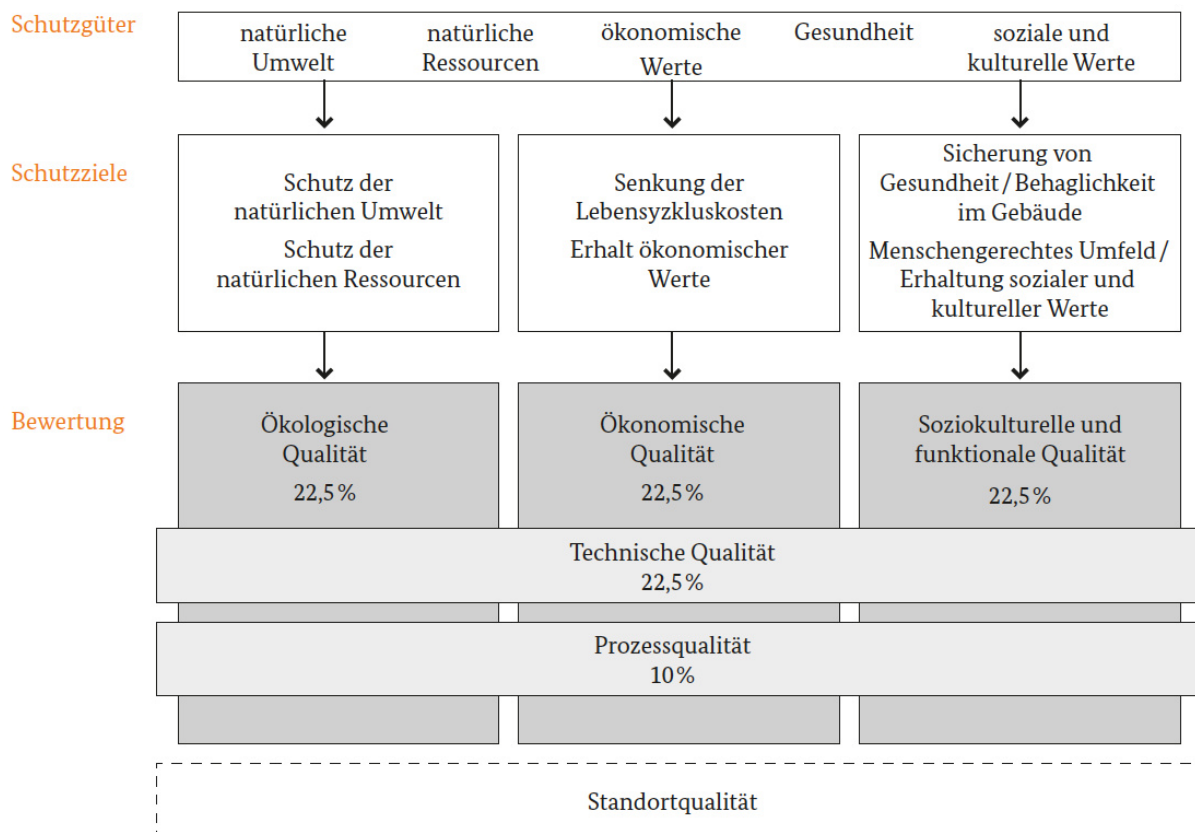 Schutzgüter
natürliche
Umwelt
natürliche
Ressourcen
ökonomische
Werte
Gesundheit
soziale und
kulturelle Werte
Schutzziele
Schutz der
natürlichen Umwelt
Schutz der
natürlichen Ressourcen
Senkung der
Lebensyzkluskosten
Erhalt ökonomischer
Werte
Sicherung von
Gesundheit / Behaglichkeit
im Gebäude
Menschengerechtes Umfeld /
Erhaltung sozialer und
kultureller Werte
Bewertung
Ökologische
Qualität
22,5 %
Ökonomische
Qualität
22,5 %
Soziokulturelle und
funktionale Qualität
22,5 %
Technische Qualität
22,5 %
Prozessqualität
10 %
Standortqualität